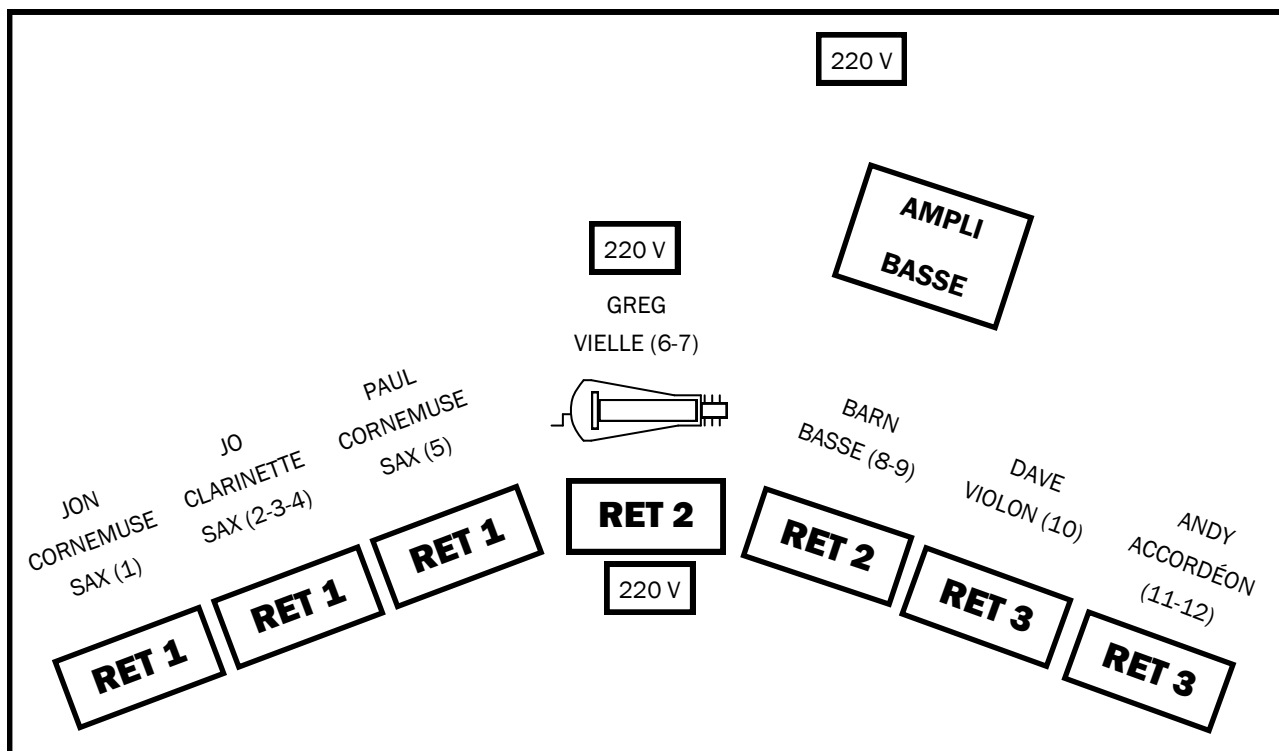 220 V
AMPLI
BASSE
220 V
GREG
VIELLE (6-7)
PAUL
CORNEMUSE
SAX (5)
JO
CLARINETTE
SAX (2-3-4)
JON
CORNEMUSE
SAX (1)
BARN
BASSE (8-9)
DAVE
VIOLON (10)
ANDY
ACCORDÉON
(11-12)
RET 1
RET 1
RET 1
RET 2
220 V
RET 2
RET 3
RET 3